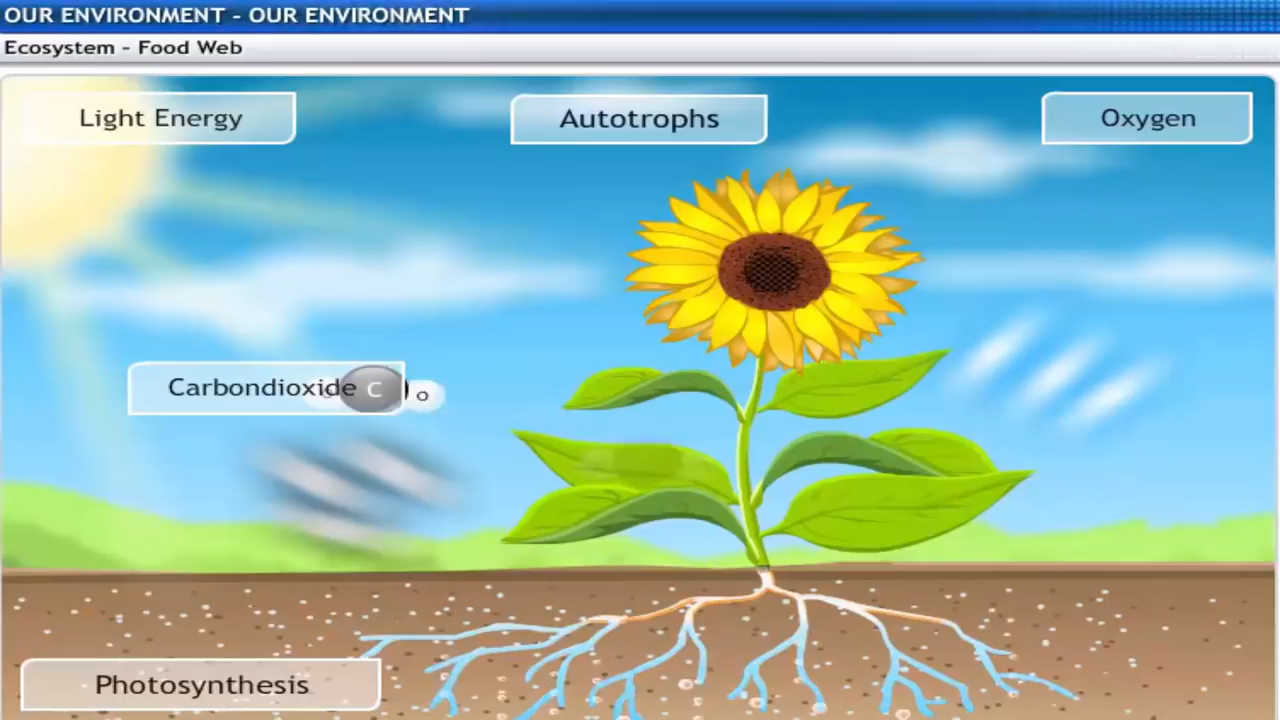 OUR ENVIRONMENT - OUR ENVIRONMENT
Ecosystem - Food Web
Light Energy
Autotrophs
Oxygen
Carbondioxide
C
o
Photosynthesis